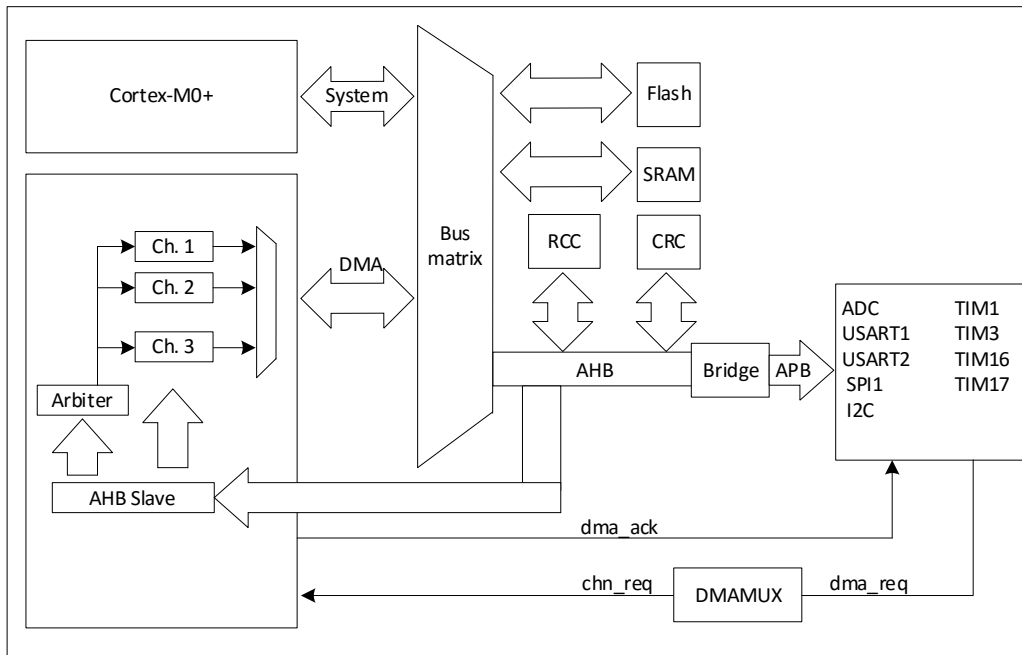 Cortex-M0+
System
Flash
SRAM
Bus
matrix
RCC
CRC
Ch. 1
Ch. 2
Ch. 3
DMA
Arbiter
AHB Slave
AHB
Bridge
APB
ADC
USART1
USART2
SPI1
I2C
TIM1
TIM3
TIM16
TIM17
dma_ack
chn_req
DMAMUX
dma_req